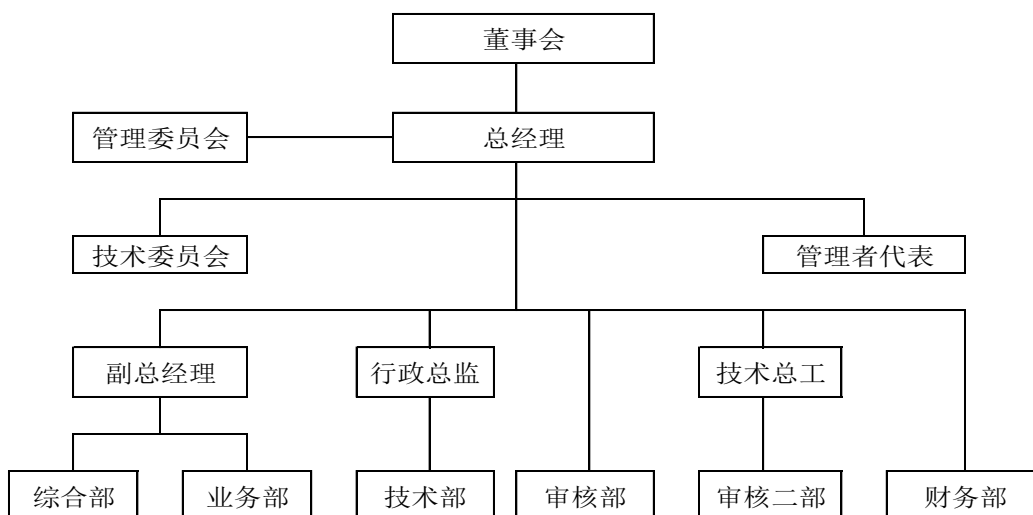 董事会
管理委员会
总经理
技术委员会
管理者代表
副总经理
行政总监
技术总工
综合部
业务部
技术部
审核部
审核二部
财务部